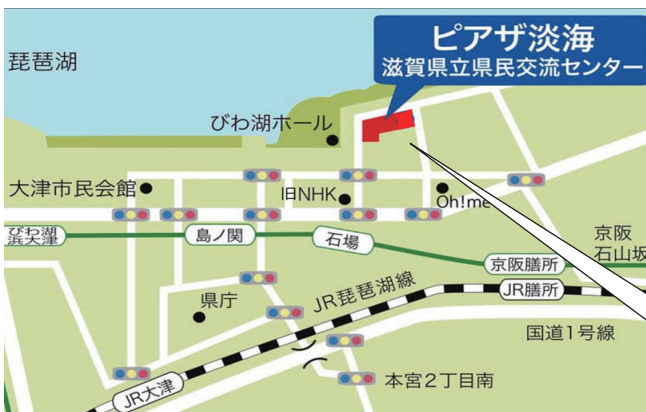 ピアザ淡海
滋賀県立県民交流センター
琵琶湖
びわ湖ホール
大津市民会館
旧NHK
Oh!me
びわ湖
浜大津
島ノ関
石場
京阪
石山坂
京阪膳所
JR膳所
JR琵琶湖線
県庁
国道1号線
本宮2丁目南
JR大津